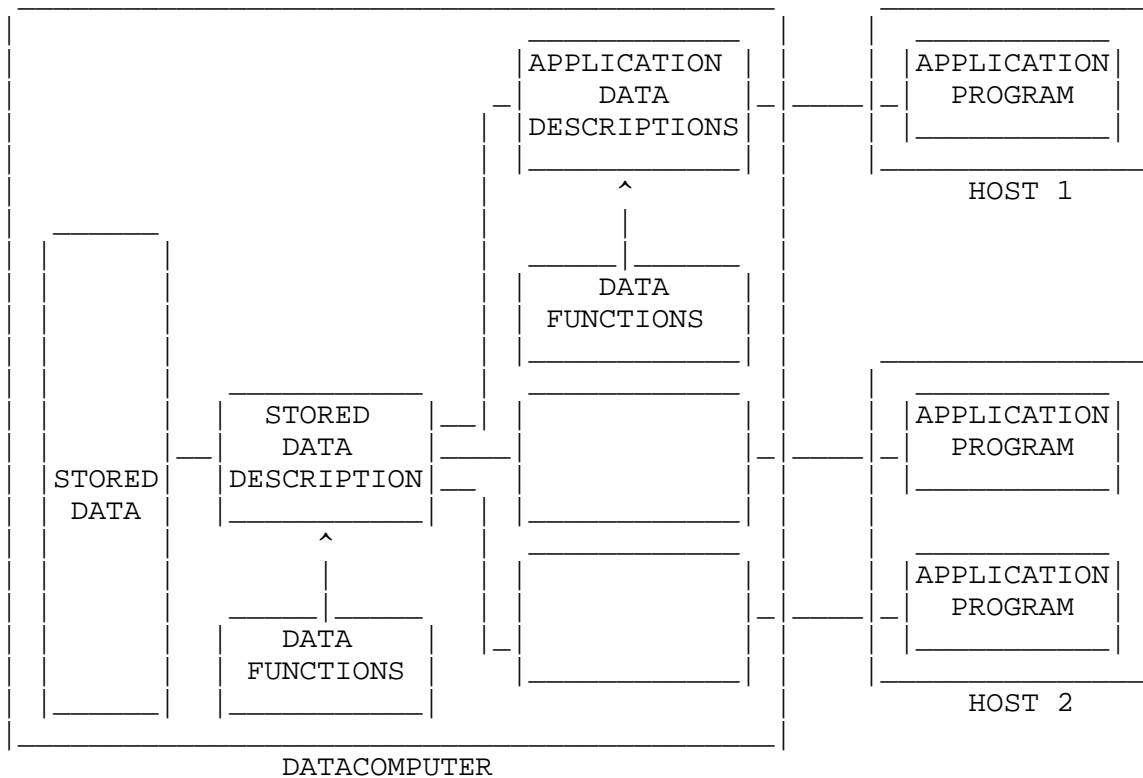 APPLICATION
DATA
DESCRIPTIONS
APPLICATION
PROGRAM
HOST 1
DATA
FUNCTIONS
STORED
DATA
DESCRIPTION
APPLICATION
PROGRAM
STORED
DATA
APPLICATION
PROGRAM
DATA
FUNCTIONS
HOST 2
DATACOMPUTER